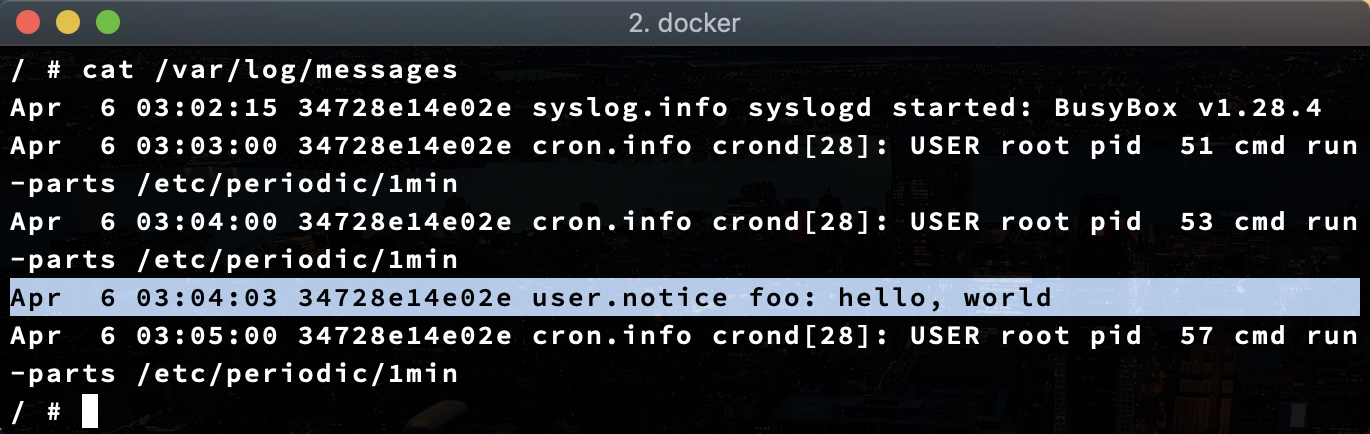 2. docker
/ # cat /var/log/messages
Apr  6 03:02:15 34728e14e02e syslog.info syslogd started: BusyBox v1.28.4
Apr  6 03:03:00 34728e14e02e cron.info crond[28]: USER root pid  51 cmd run
-parts /etc/periodic/1min
Apr  6 03:04:00 34728e14e02e cron.info crond[28]: USER root pid  53 cmd run
-parts /etc/periodic/1min
Apr  6 03:04:03 34728e14e02e user.notice foo: hello, world
Apr  6 03:05:00 34728e14e02e cron.info crond[28]: USER root pid  57 cmd run
-parts /etc/periodic/1min
/ #